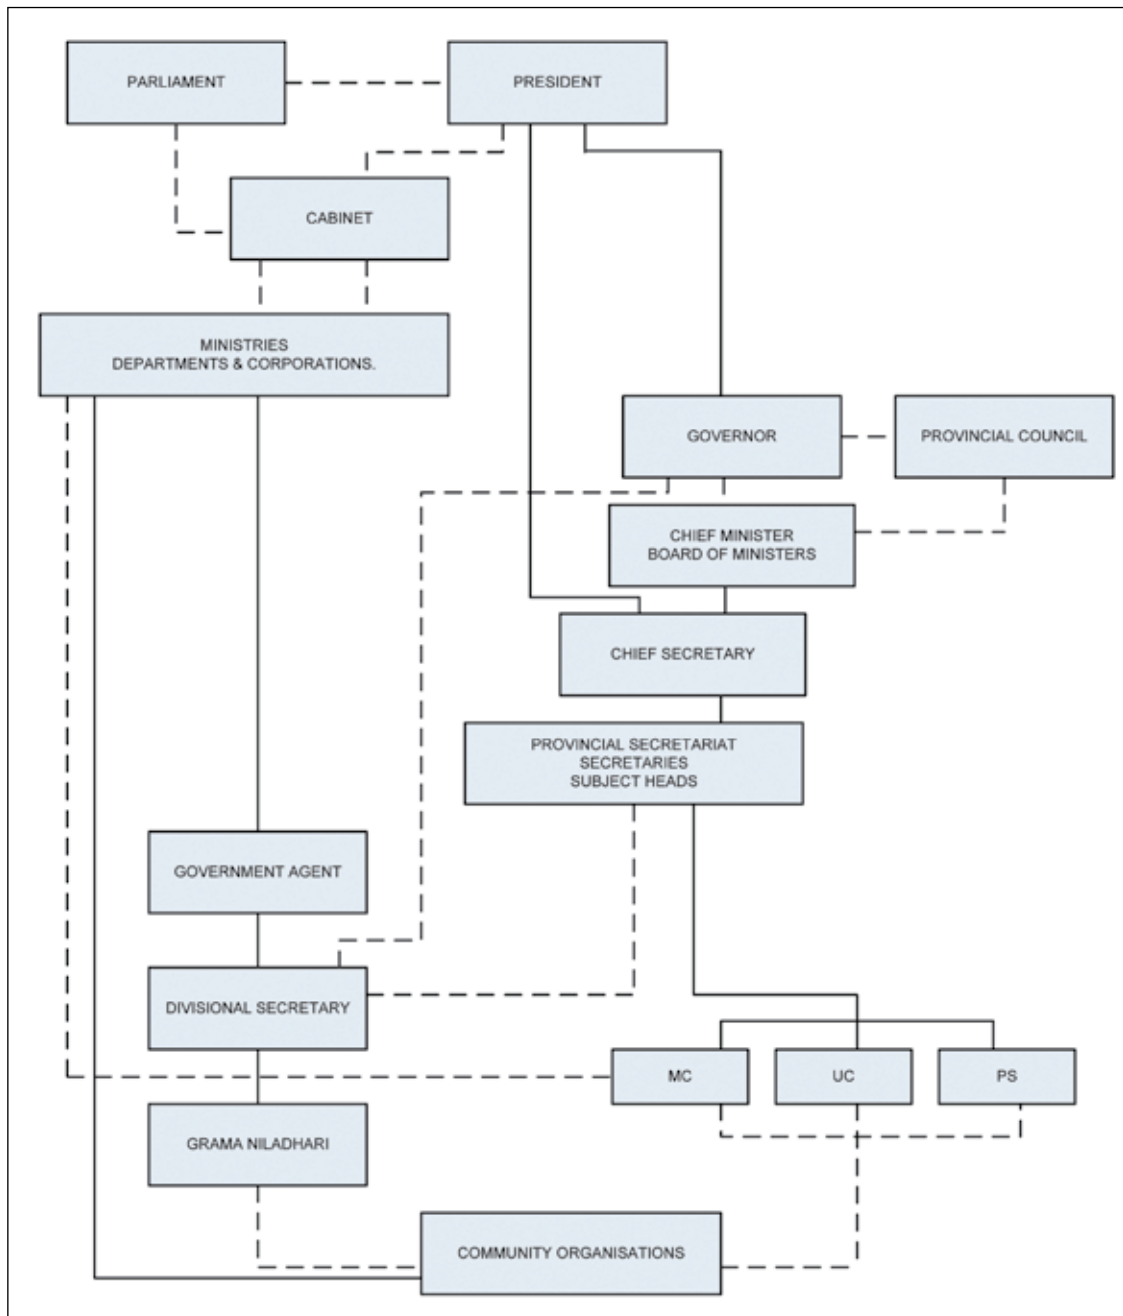 PARLIAMENT
PRESIDENT
CABINET
MINISTRIES
DEPARTMENTS & CORPORATIONS.
GOVERNOR
PROVINCIAL COUNCIL
CHIEF MINISTER
BOARD OF MINISTERS
CHIEF SECRETARY
PROVINCIAL SECRETARIAT
SECRETARIES
SUBJECT HEADS
GOVERNMENT AGENT
DIVISIONAL SECRETARY
MC
UC
PS
GRAMA NILADHARI
COMMUNITY ORGANISATIONS